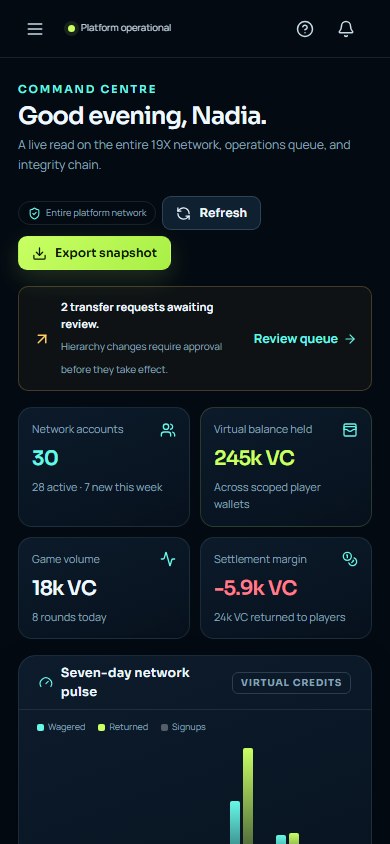 Platform operational
COMMAND CENTRE
Good evening, Nadia.
A live read on the entire 19X network, operations queue, and
integrity chain.
Entire platform network
Refresh
Export snapshot
2 transfer requests awaiting
review.
Hierarchy changes require approval
before they take effect.
Review queue
Network accounts
30
28 active · 7 new this week
Virtual balance held
245k VC
Across scoped player
wallets
Game volume
18k VC
8 rounds today
Settlement margin
-5.9k VC
24k VC returned to players
Seven-day network
pulse
VIRTUAL CREDITS
Wagered
Returned
Signups